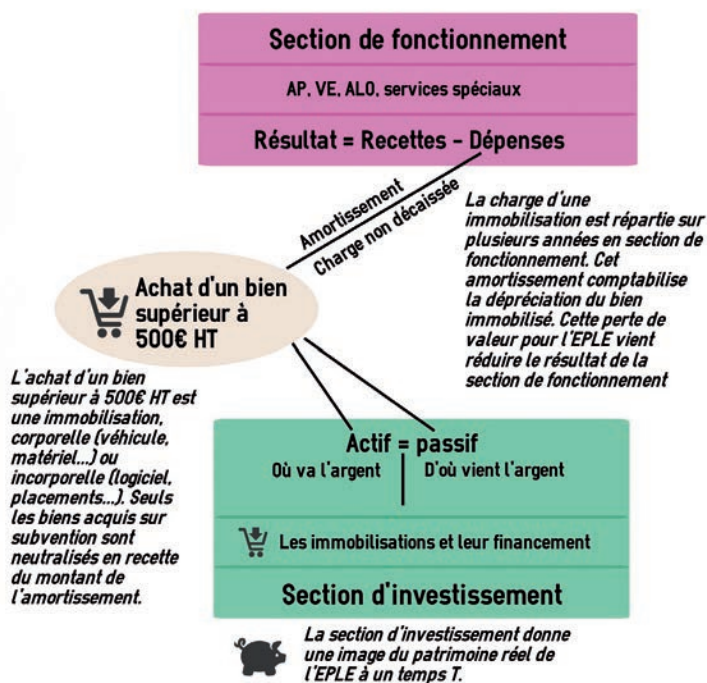 Section de fonctionnement
AP, VE, ALO, services spéciaux
Résultat = Recettes - Dépenses
Amortissement
Charge non décaissée
La charge d'une
immobilisation est répartie sur
plusieurs années en section de
fonctionnement. Cet
amortissement comptabilise
la dépréciation du bien
immobilisé. Cette perte de
valeur pour l'EPLE vient
réduire le résultat de la
section de fonctionnement
Achat d'un bien
supérieur à
500€ HT
L'achat d'un bien
supérieur à 500€ HT est
une immobilisation,
corporelle (véhicule,
matériel...) ou
incorporelle (logiciel,
placements...). Seuls
les biens acquis sur
subvention sont
neutralisés en recette
du montant de
l'amortissement.
Actif = passif
Où va l'argent
D'où vient l'argent
Les immobilisations et leur financement
Section d'investissement
La section d'investissement donne
une image du patrimoine réel de
l'EPLE à un temps T.